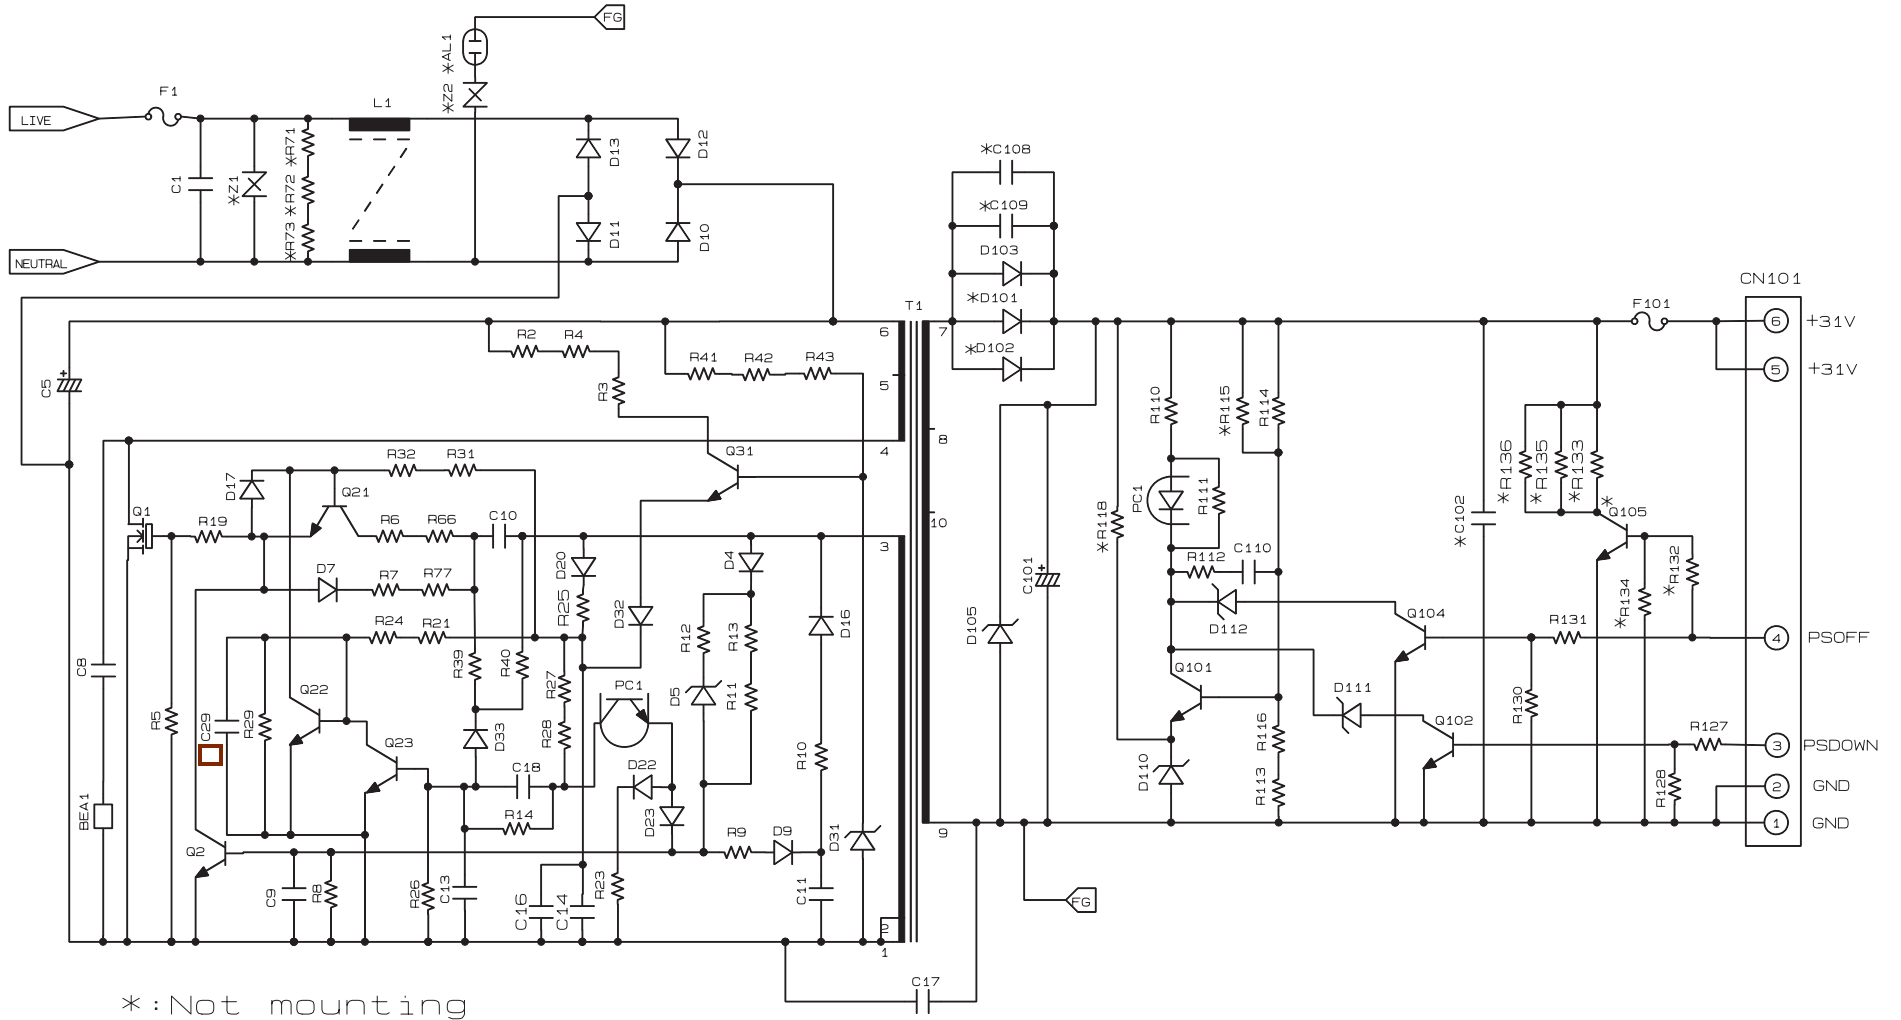 FG
*AL1
*Z2
F1
L1
LIVE
C1
*Z1
*R71
*R72
*R73
D13
D12
D11
D10
NEUTRAL
*C108
*C109
D103
*D101
*D102
CN101
T1
F101
6
7
6
+31V
R2
R4
R41
R42
R43
5
5
+31V
C5
R3
R110
*R115
R114
8
4
Q31
R32
R31
D17
Q21
*R136
*R135
*R133
*
Q1
R19
R6
R66
C10
10
3
*R118
PC1
R111
*C102
Q105
D7
R7
R77
D20
R25
D32
D4
D16
C101
R112
C110
*R134
*R132
R24
R21
R12
R13
D105
D112
Q104
R131
4
PSOFF
R39
R40
C8
R27
PC1
D5
R11
Q101
Q22
D111
R130
R5
C29
R29
Q23
D33
R28
R10
R116
Q102
R127
3
PSDOWN
C18
D22
D110
R113
R128
2
GND
BEA1
R14
D23
R9
D9
D31
9
1
GND
Q2
C9
R8
R26
C13
C16
C14
R23
C11
FG
2
1
C17
*:Not mounting